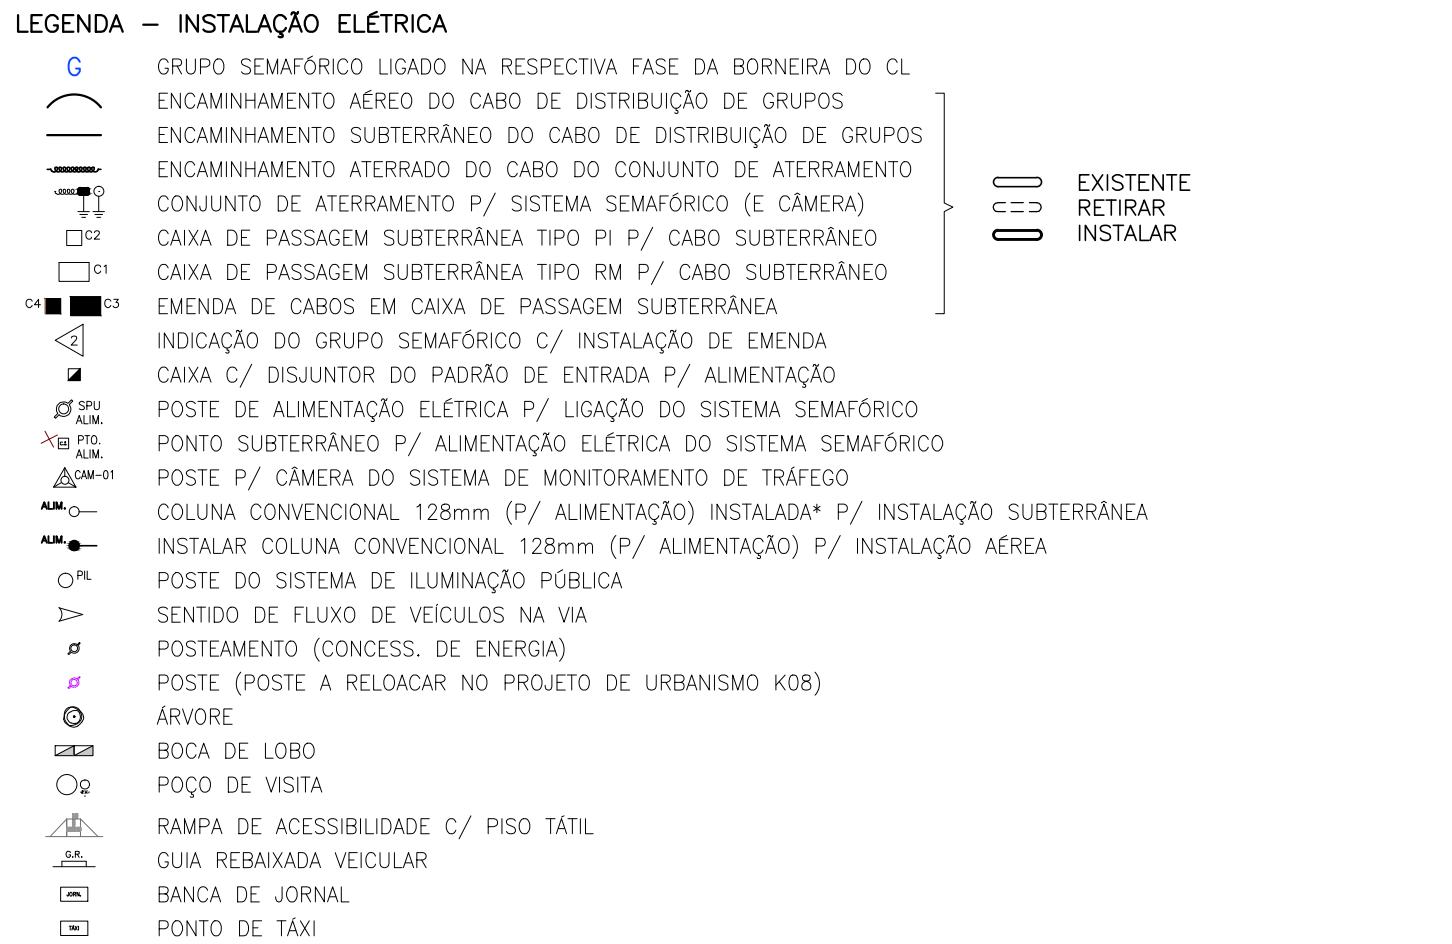 LEGENDA – INSTALAÇÃO ELÉTRICA
G GRUPO SEMAFÓRICO LIGADO NA RESPECTIVA FASE DA BORNEIRA DO CL
ENCAMINHAMENTO AÉREO DO CABO DE DISTRIBUIÇÃO DE GRUPOS
ENCAMINHAMENTO SUBTERRÂNEO DO CABO DE DISTRIBUIÇÃO DE GRUPOS
ENCAMINHAMENTO ATERRADO DO CABO DO CONJUNTO DE ATERRAMENTO
CONJUNTO DE ATERRAMENTO P/ SISTEMA SEMAFÓRICO (E CÂMERA)
C2 CAIXA DE PASSAGEM SUBTERRÂNEA TIPO PI P/ CABO SUBTERRÂNEO
C1 CAIXA DE PASSAGEM SUBTERRÂNEA TIPO RM P/ CABO SUBTERRÂNEO
C4 C3 EMENDA DE CABOS EM CAIXA DE PASSAGEM SUBTERRÂNEA
EXISTENTE
RETIRAR
INSTALAR
2 INDICAÇÃO DO GRUPO SEMAFÓRICO C/ INSTALAÇÃO DE EMENDA
CAIXA C/ DISJUNTOR DO PADRÃO DE ENTRADA P/ ALIMENTAÇÃO
SPU
ALIM.
POSTE DE ALIMENTAÇÃO ELÉTRICA P/ LIGAÇÃO DO SISTEMA SEMAFÓRICO
PTO.
ALIM.
PONTO SUBTERRÂNEO P/ ALIMENTAÇÃO ELÉTRICA DO SISTEMA SEMAFÓRICO
CAM-01 POSTE P/ CÂMERA DO SISTEMA DE MONITORAMENTO DE TRÁFEGO
ALIM. COLUNA CONVENCIONAL 128mm (P/ ALIMENTAÇÃO) INSTALADA* P/ INSTALAÇÃO SUBTERRÂNEA
ALIM. INSTALAR COLUNA CONVENCIONAL 128mm (P/ ALIMENTAÇÃO) P/ INSTALAÇÃO AÉREA
PIL POSTE DO SISTEMA DE ILUMINAÇÃO PÚBLICA
SENTIDO DE FLUXO DE VEÍCULOS NA VIA
POSTEAMENTO (CONCESS. DE ENERGIA)
POSTE (POSTE A RELOACAR NO PROJETO DE URBANISMO K08)
ÁRVORE
BOCA DE LOBO
POÇO DE VISITA
RAMPA DE ACESSIBILIDADE C/ PISO TÁTIL
G.R. GUIA REBAIXADA VEICULAR
JORN. BANCA DE JORNAL
TÁXI PONTO DE TÁXI